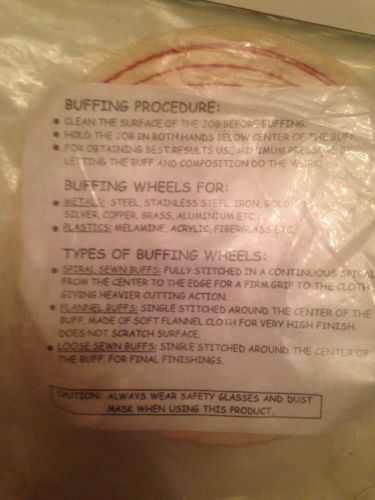 BUFFING PROCEDURE:
• CLEAN THE SURFACE OF THE JOB BEFORE BUFFING.
• HOLD THE JOB IN BOTH HANDS BELOW CENTER OF THE BUFF.
• FOR OBTAINING BEST RESULTS USE MINIMUM PRESSURE BY
LETTING THE BUFF AND COMPOSITION DO THE WORK.
BUFFING WHEELS FOR:
• METALS: STEEL, STAINLESS STEEL, IRON, GOLD,
SILVER, COPPER, BRASS, ALUMINIUM ETC.
• PLASTICS: MELAMINE, ACRYLIC, FIBERGLASS ETC.
TYPES OF BUFFING WHEELS:
• SPIRAL SEWN BUFFS: FULLY STITCHED IN A CONTINUOUS SPIRAL
FROM THE CENTER TO THE EDGE FOR A FIRM GRIP TO THE CLOTH
GIVING HEAVIER CUTTING ACTION.
• FLANNEL BUFFS: SINGLE STITCHED AROUND THE CENTER OF THE
BUFF MADE OF SOFT FLANNEL CLOTH FOR VERY HIGH FINISH.
DOES NOT SCRATCH SURFACE.
• LOOSE SEWN BUFFS: SINGLE STITCHED AROUND THE CENTER OF
THE BUFF FOR FINAL FINISHINGS.
CAUTION: ALWAYS WEAR SAFETY GLASSES AND DUST
MASK WHEN USING THIS PRODUCT.